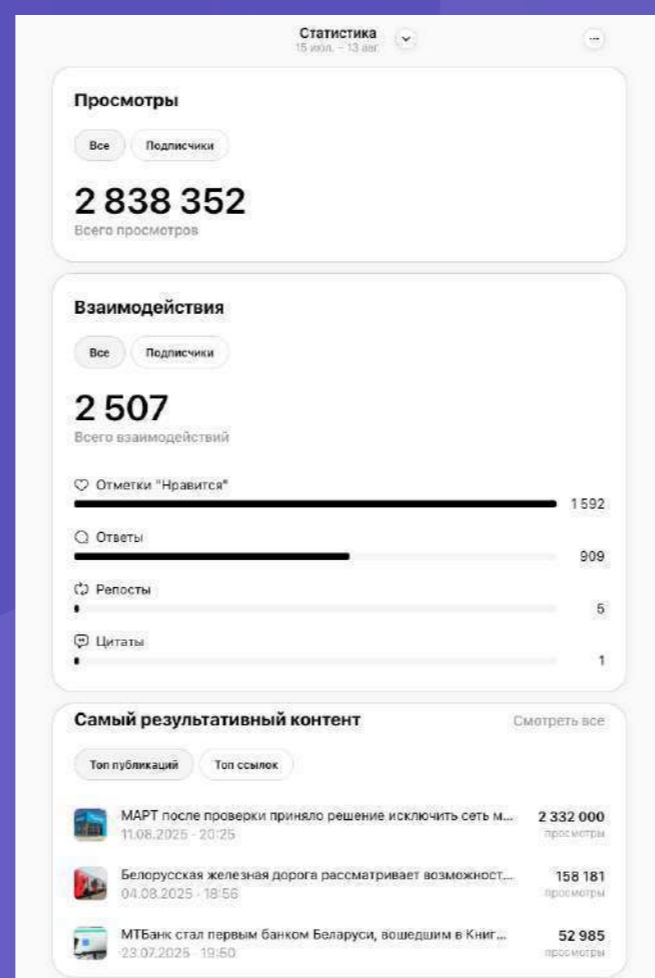 Статистика
15 июл. – 13 авг.
Просмотры
Все Подписчики
2 838 352
Всего просмотров
Взаимодействия
Все Подписчики
2 507
Всего взаимодействий
Отметки "Нравится"
1 592
Ответы
909
Репосты
5
Цитаты
1
Самый результативный контент Смотреть все
Топ публикаций Топ ссылок
МАРТ после проверки приняло решение исключить сеть м... 2 332 000
11.08.2025 - 20:25 просмотры
Белорусская железная дорога рассматривает возможност... 158 181
04.08.2025 - 18:56 просмотры
МТБанк стал первым банком Беларуси, вошедшим в Книг... 52 985
23.07.2025 - 19:50 просмотры